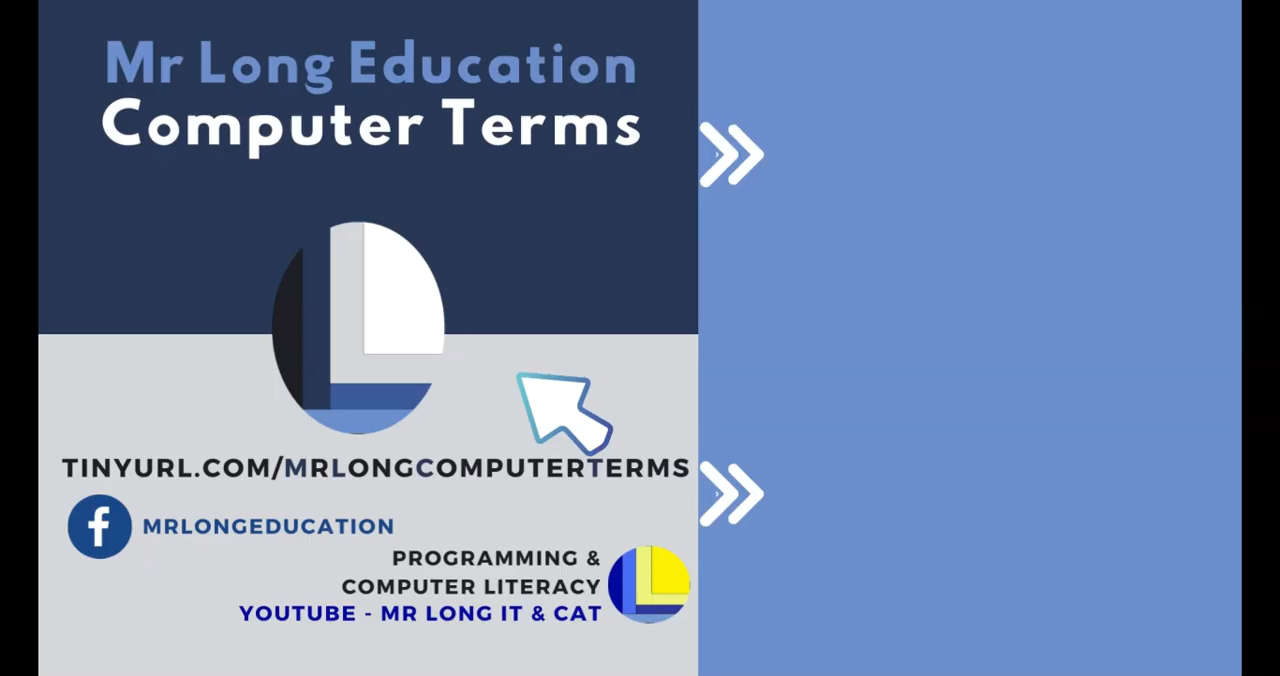 Mr Long Education
Computer Terms
TINYURL.COM/MRLONGCOMPUTERTERMS
MRLONGEDUCATION
PROGRAMMING &
COMPUTER LITERACY
YOUTUBE - MR LONG IT & CAT